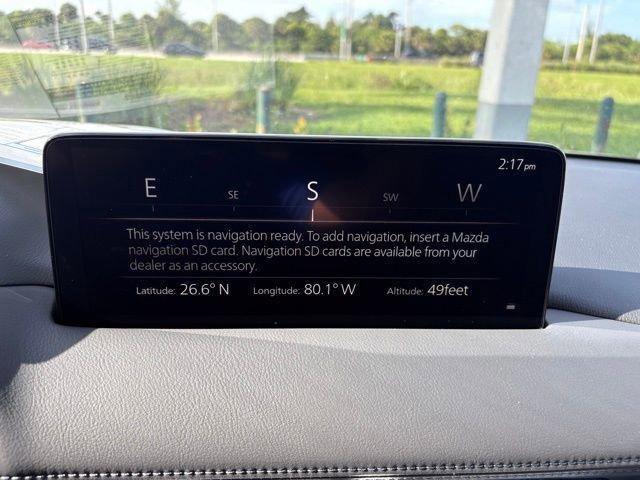 2:17pm
E SE S SW W
This system is navigation ready. To add navigation, insert a Mazda
navigation SD card. Navigation SD cards are available from your
dealer as an accessory.
Latitude: 26.6° N Longitude: 80.1° W Altitude: 49feet